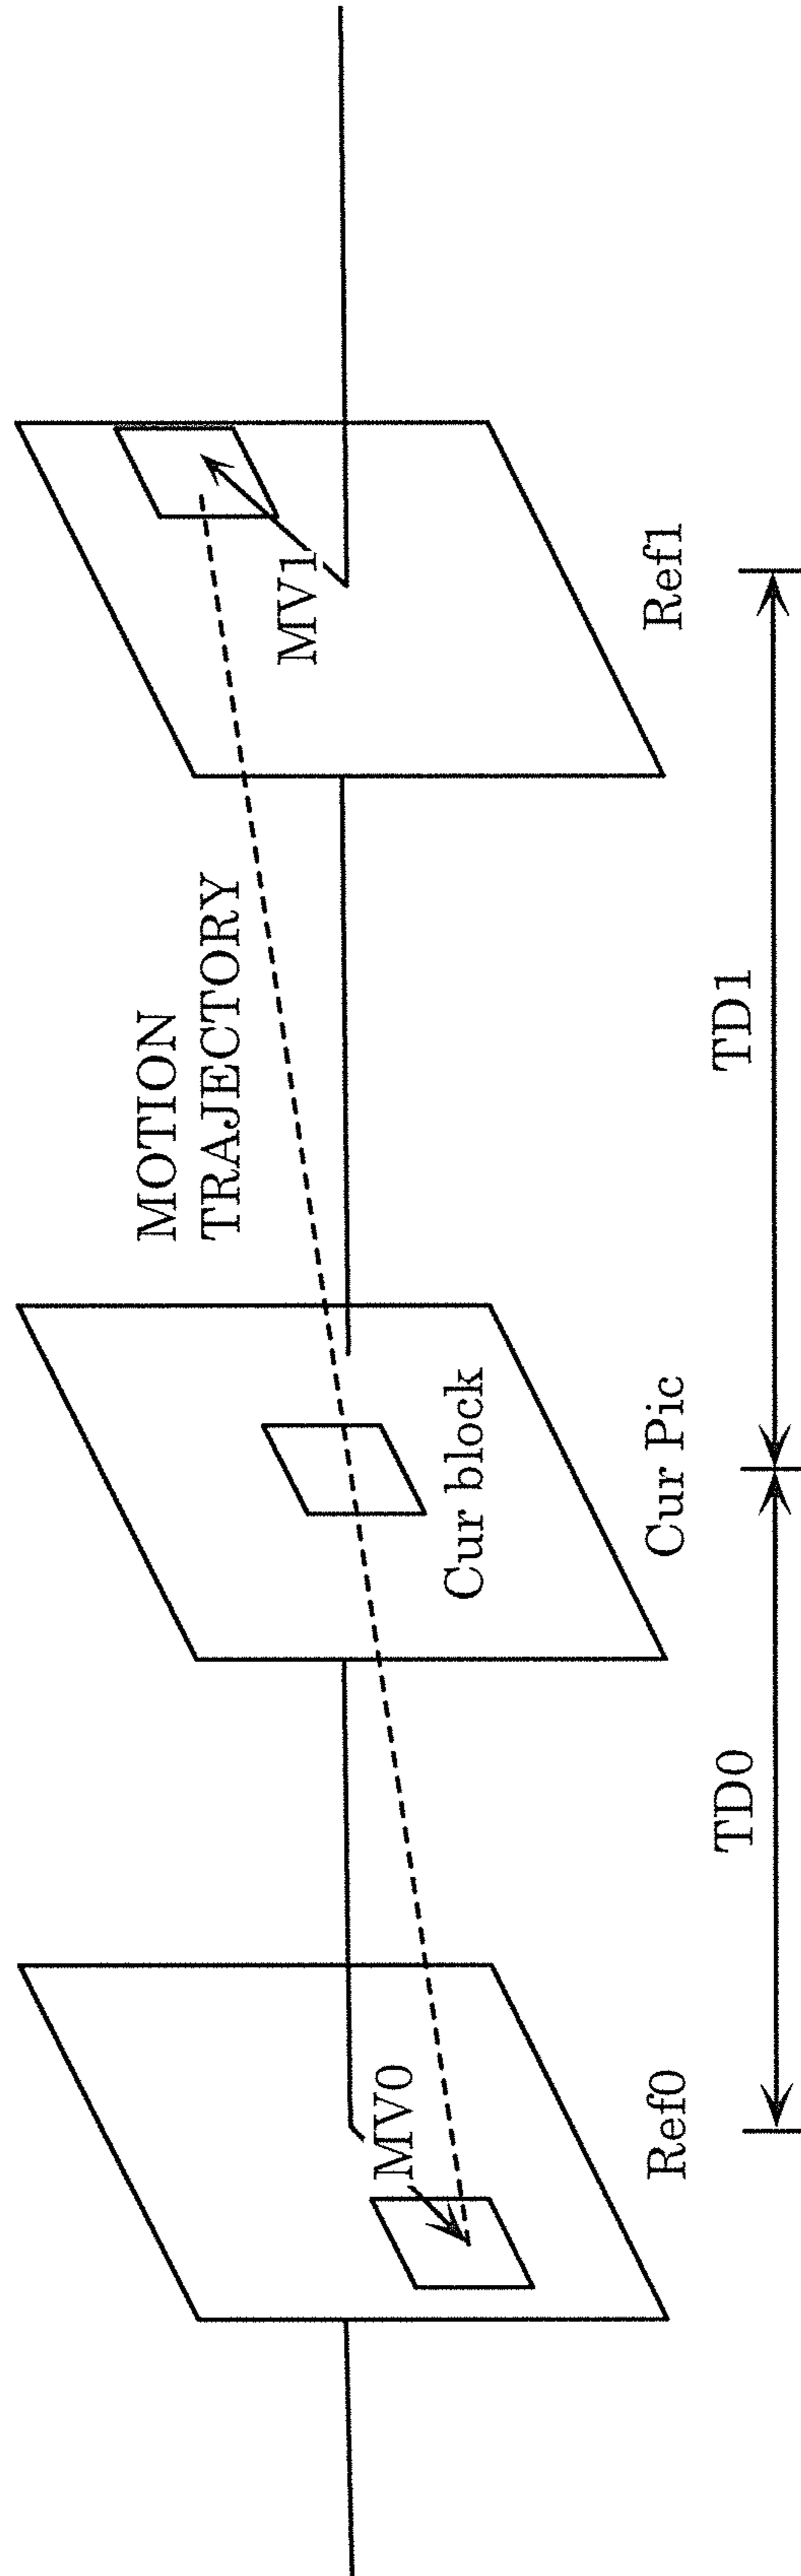 MOTION
TRAJECTORY
MV0
MV1
Cur block
Ref0
Cur Pic
Ref1
TD0
TD1